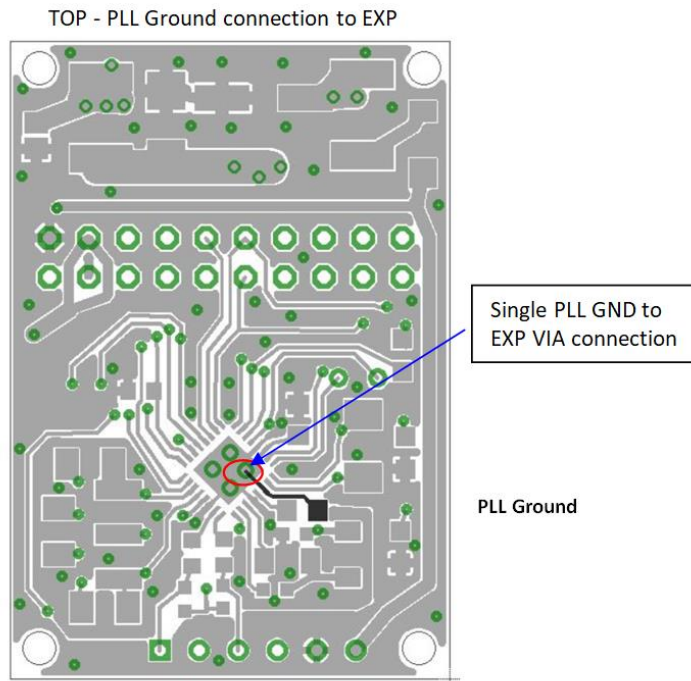 TOP - PLL Ground connection to EXP
Single PLL GND to
EXP VIA connection
PLL Ground